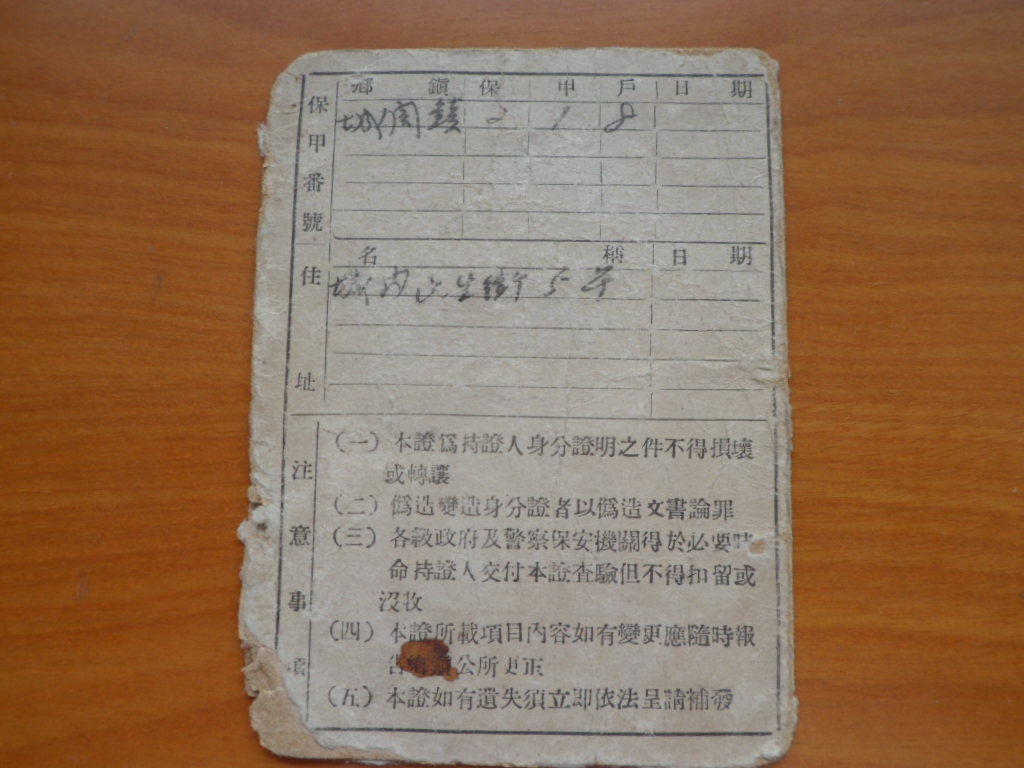 保甲番號
鄉 鎮 保 甲 戶 日 期
城 鎮 2 1 8
住址
名 稱 日 期
城內 生街
注意事項
(一) 本證爲持證人身分證明之件不得損壞
或轉讓
(二) 僞造變造身分證者以僞造文書論罪
(三) 各級政府及警察保安機關得於必要時
命持證人交付本證查驗但不得扣留或
沒收
(四) 本證所載項目內容如有變更應隨時報
告鄉鎮公所更正
(五) 本證如有遺失須立即依法呈請補發